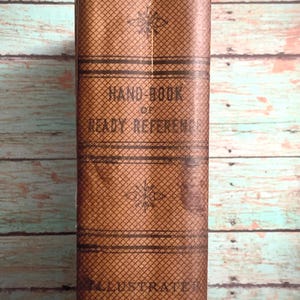 HAND-BOOK
OF
READY REFERENCE
ILLUSTRATED